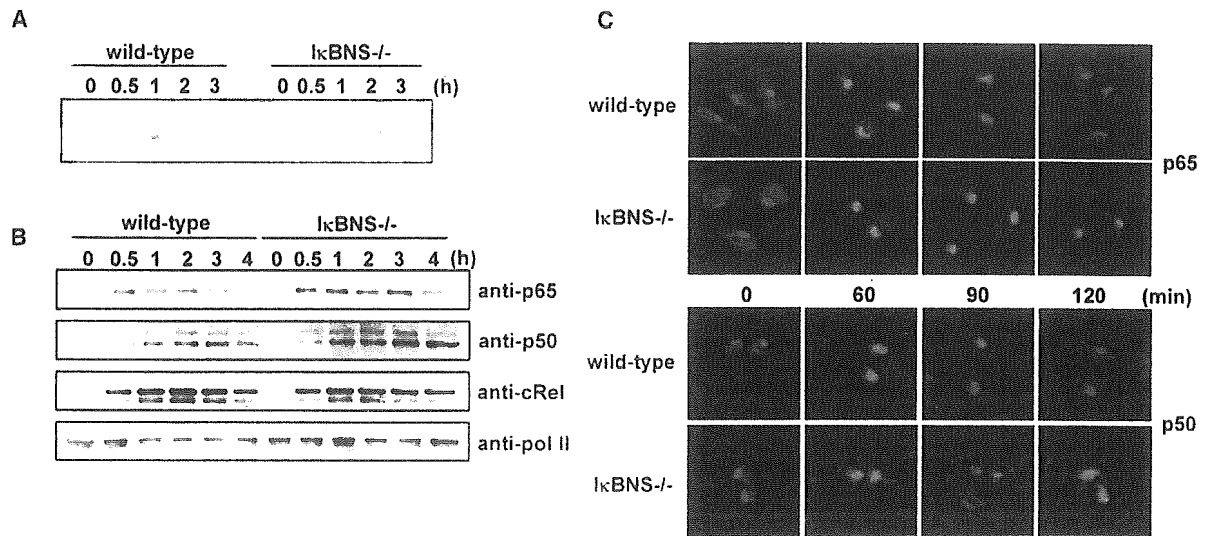 A
wild-type IκBNS-/-
0 0.5 1 2 3 0 0.5 1 2 3 (h)
B
wild-type IκBNS-/-
0 0.5 1 2 3 4 0 0.5 1 2 3 4 (h)
anti-p65
anti-p50
anti-cRel
anti-pol II
C
wild-type
p65
IκBNS-/-
0 60 90 120 (min)
wild-type
p50
IκBNS-/-